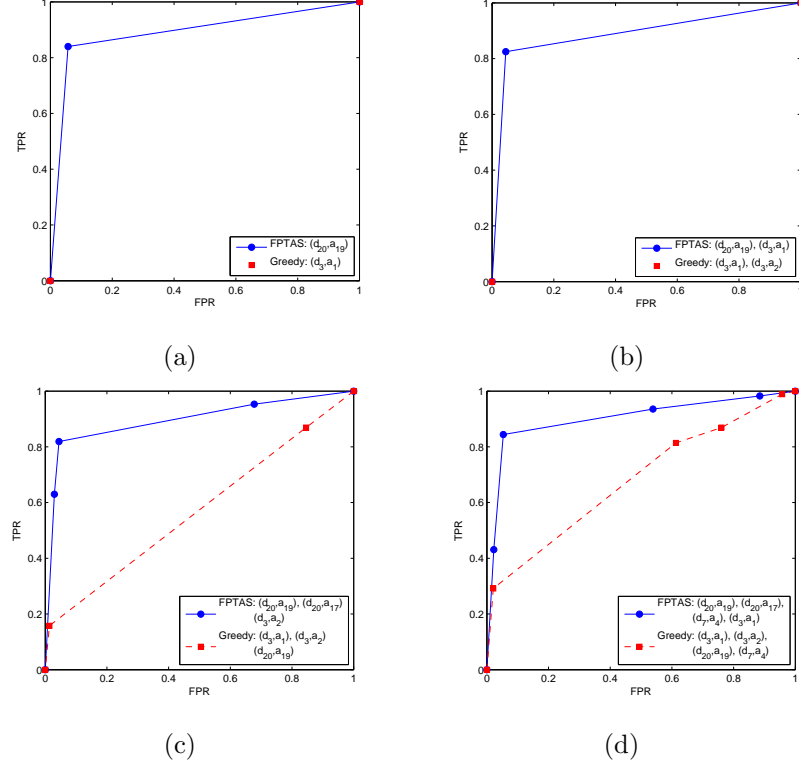 1
0.8
0.6
0.4
0.2
0
0 0.2 0.4 0.6 0.8 1
TPR
FPR
FPTAS: (d20,a19)
Greedy: (d3,a1)
(a)
1
0.8
0.6
0.4
0.2
0
0 0.2 0.4 0.6 0.8 1
TPR
FPR
FPTAS: (d20,a19), (d3,a1)
Greedy: (d3,a1), (d3,a2)
(b)
1
0.8
0.6
0.4
0.2
0
0 0.2 0.4 0.6 0.8 1
TPR
FPR
FPTAS: (d20,a19), (d20,a17)
(d3,a2)
Greedy: (d3,a1), (d3,a2)
(d20,a19)
(c)
1
0.8
0.6
0.4
0.2
0
0 0.2 0.4 0.6 0.8 1
TPR
FPR
FPTAS: (d20,a19), (d20,a17),
(d7,a4), (d3,a1)
Greedy: (d3,a1), (d3,a2),
(d20,a19), (d7,a4)
(d)